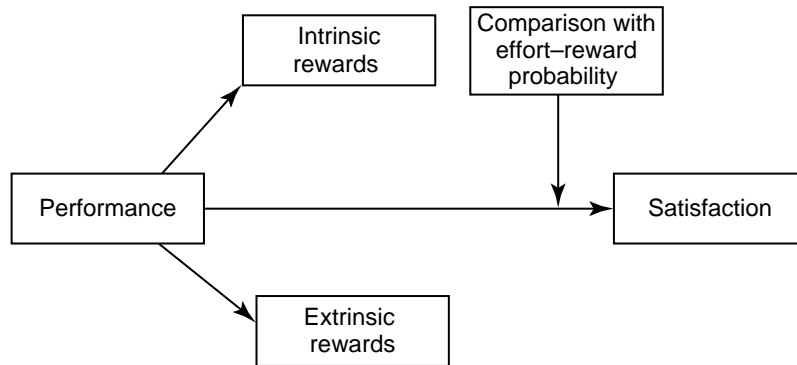 Intrinsic
rewards
Comparison with
effort–reward
probability
Performance
Satisfaction
Extrinsic
rewards